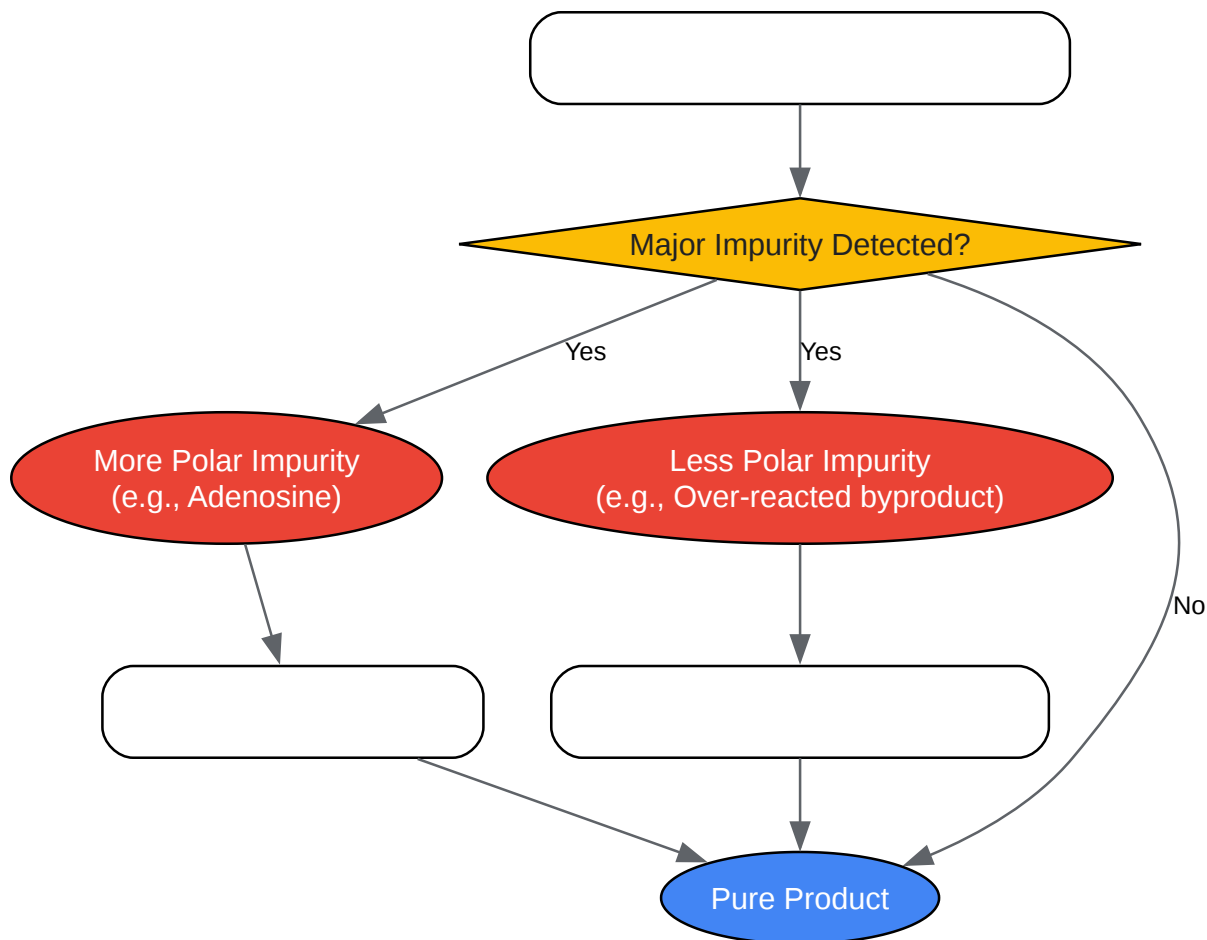 Major Impurity Detected?
Yes
Yes
More Polar Impurity
(e.g., Adenosine)
Less Polar Impurity
(e.g., Over-reacted byproduct)
No
Pure Product